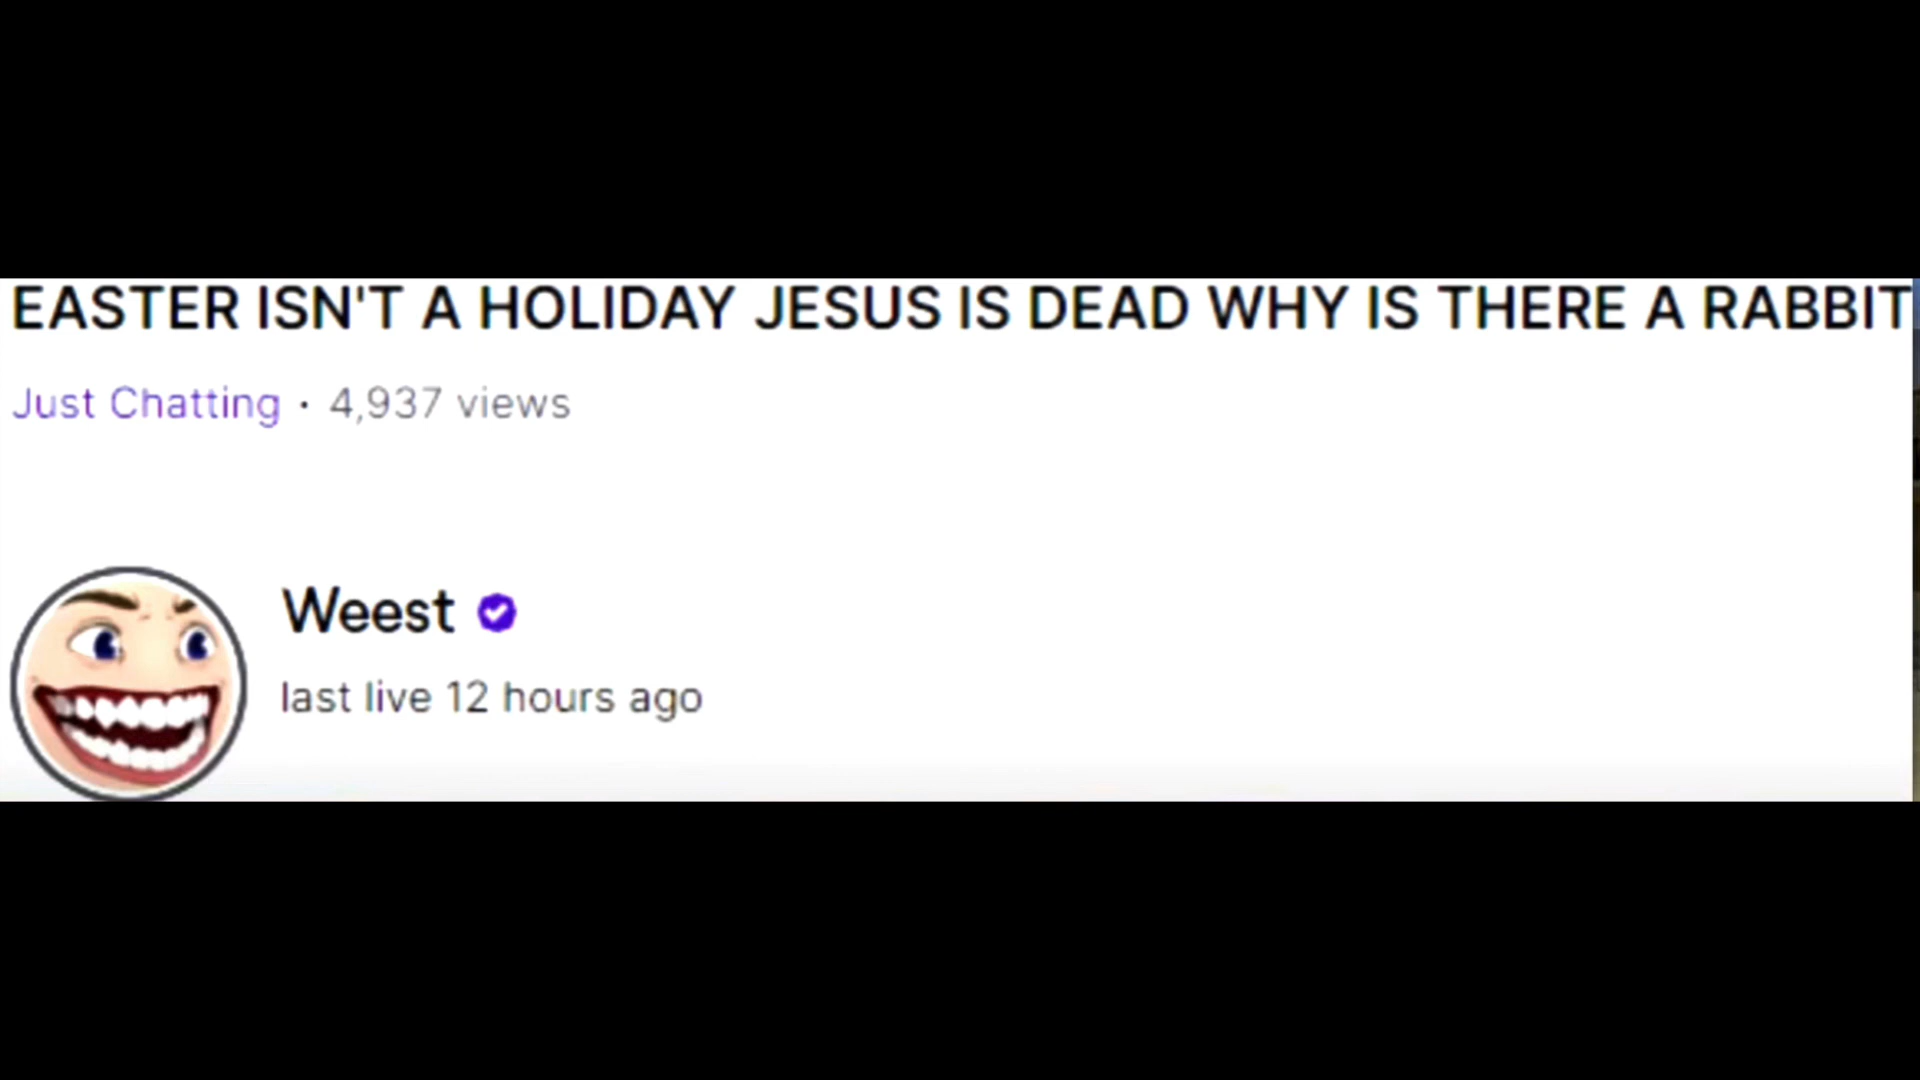 EASTER ISN'T A HOLIDAY JESUS IS DEAD WHY IS THERE A RABBIT
Just Chatting · 4,937 views
Weest
last live 12 hours ago